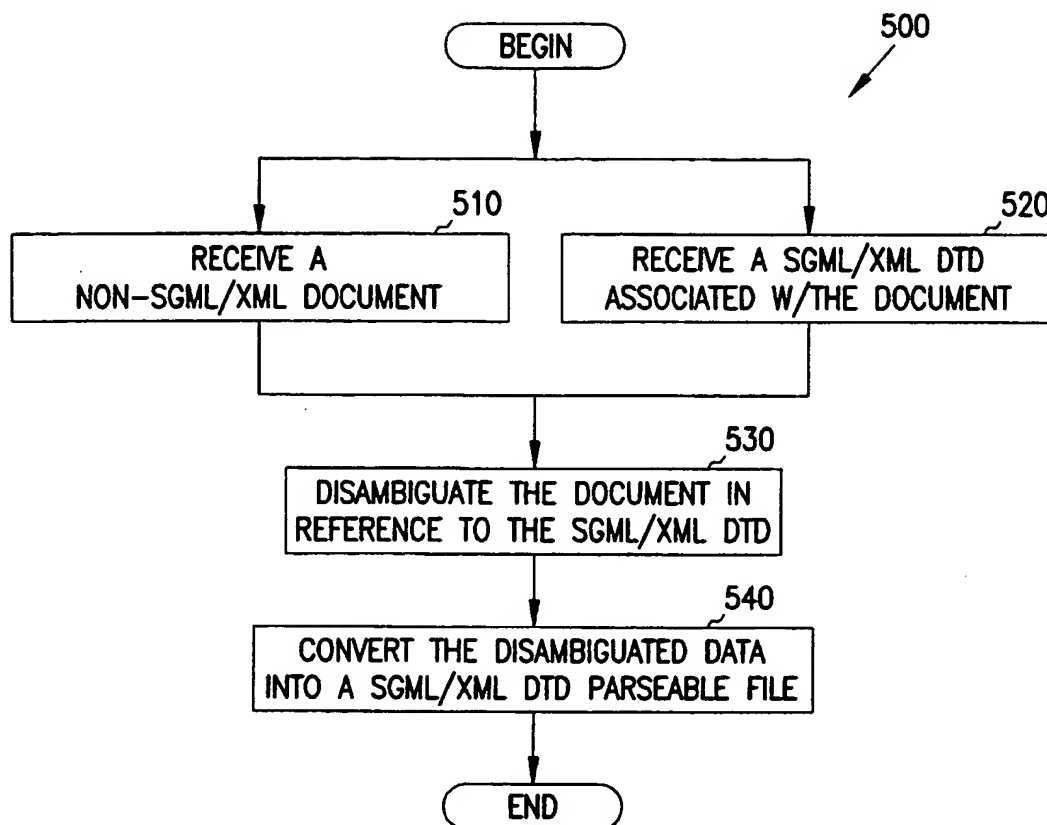 BEGIN
500
510
RECEIVE A
NON-SGML/XML DOCUMENT
520
RECEIVE A SGML/XML DTD
ASSOCIATED W/THE DOCUMENT
530
DISAMBIGUATE THE DOCUMENT IN
REFERENCE TO THE SGML/XML DTD
540
CONVERT THE DISAMBIGUATED DATA
INTO A SGML/XML DTD PARSEABLE FILE
END